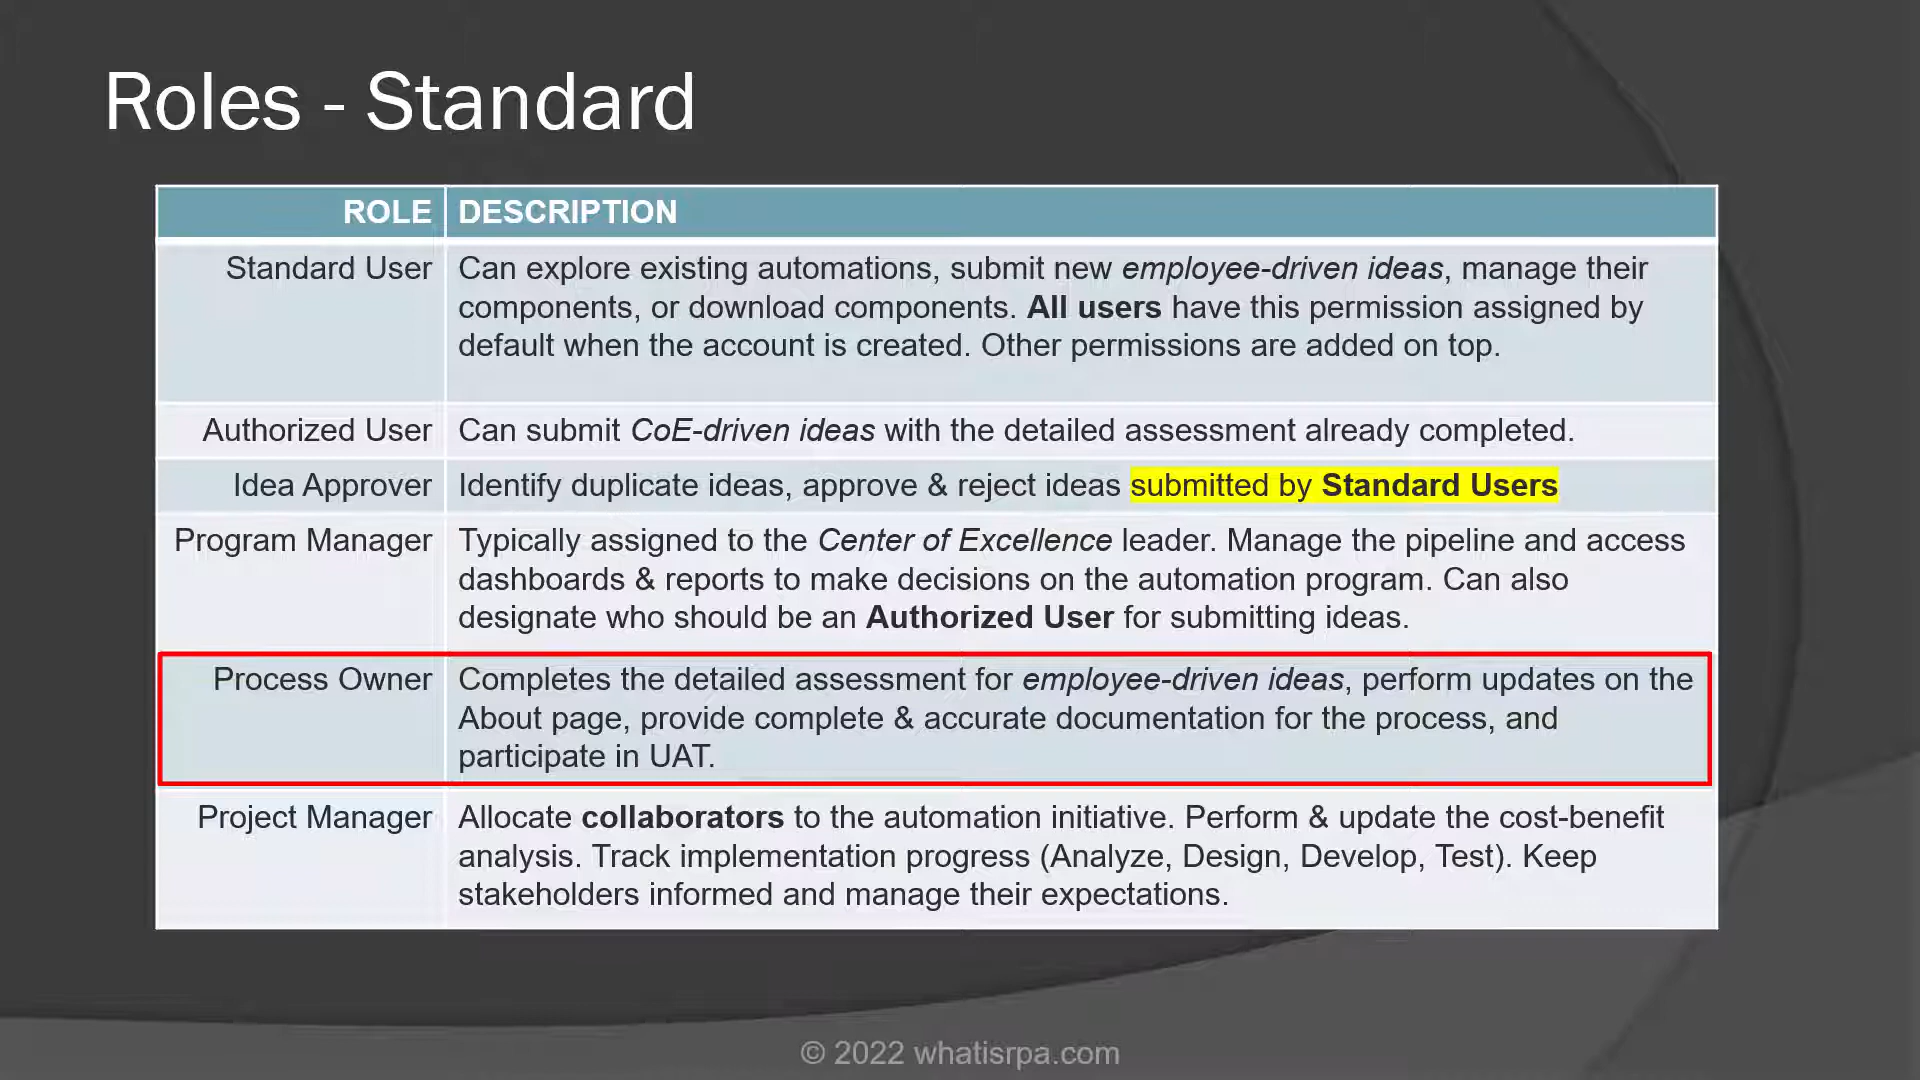 Roles - Standard
ROLE DESCRIPTION
Standard User Can explore existing automations, submit new employee-driven ideas, manage their
components, or download components. All users have this permission assigned by
default when the account is created. Other permissions are added on top.
Authorized User Can submit CoE-driven ideas with the detailed assessment already completed.
Idea Approver Identify duplicate ideas, approve & reject ideas submitted by Standard Users
Program Manager Typically assigned to the Center of Excellence leader. Manage the pipeline and access
dashboards & reports to make decisions on the automation program. Can also
designate who should be an Authorized User for submitting ideas.
Process Owner Completes the detailed assessment for employee-driven ideas, perform updates on the
About page, provide complete & accurate documentation for the process, and
participate in UAT.
Project Manager Allocate collaborators to the automation initiative. Perform & update the cost-benefit
analysis. Track implementation progress (Analyze, Design, Develop, Test). Keep
stakeholders informed and manage their expectations.
© 2022 whatisrpa.com